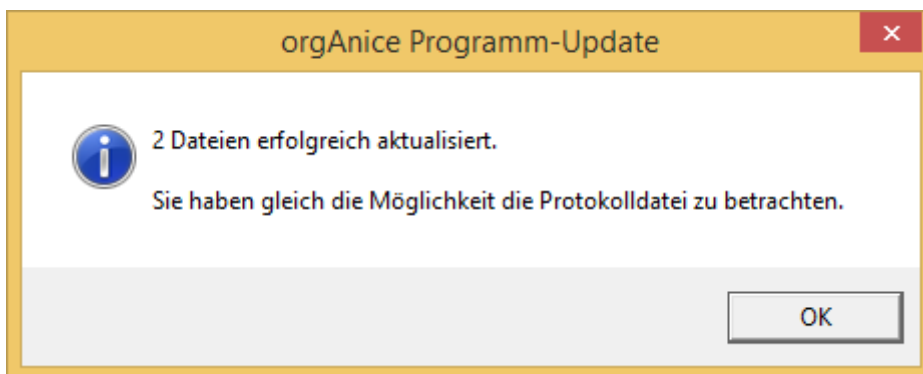 orgAnice Programm-Update
2 Dateien erfolgreich aktualisiert.
Sie haben gleich die Möglichkeit die Protokolldatei zu betrachten.
OK